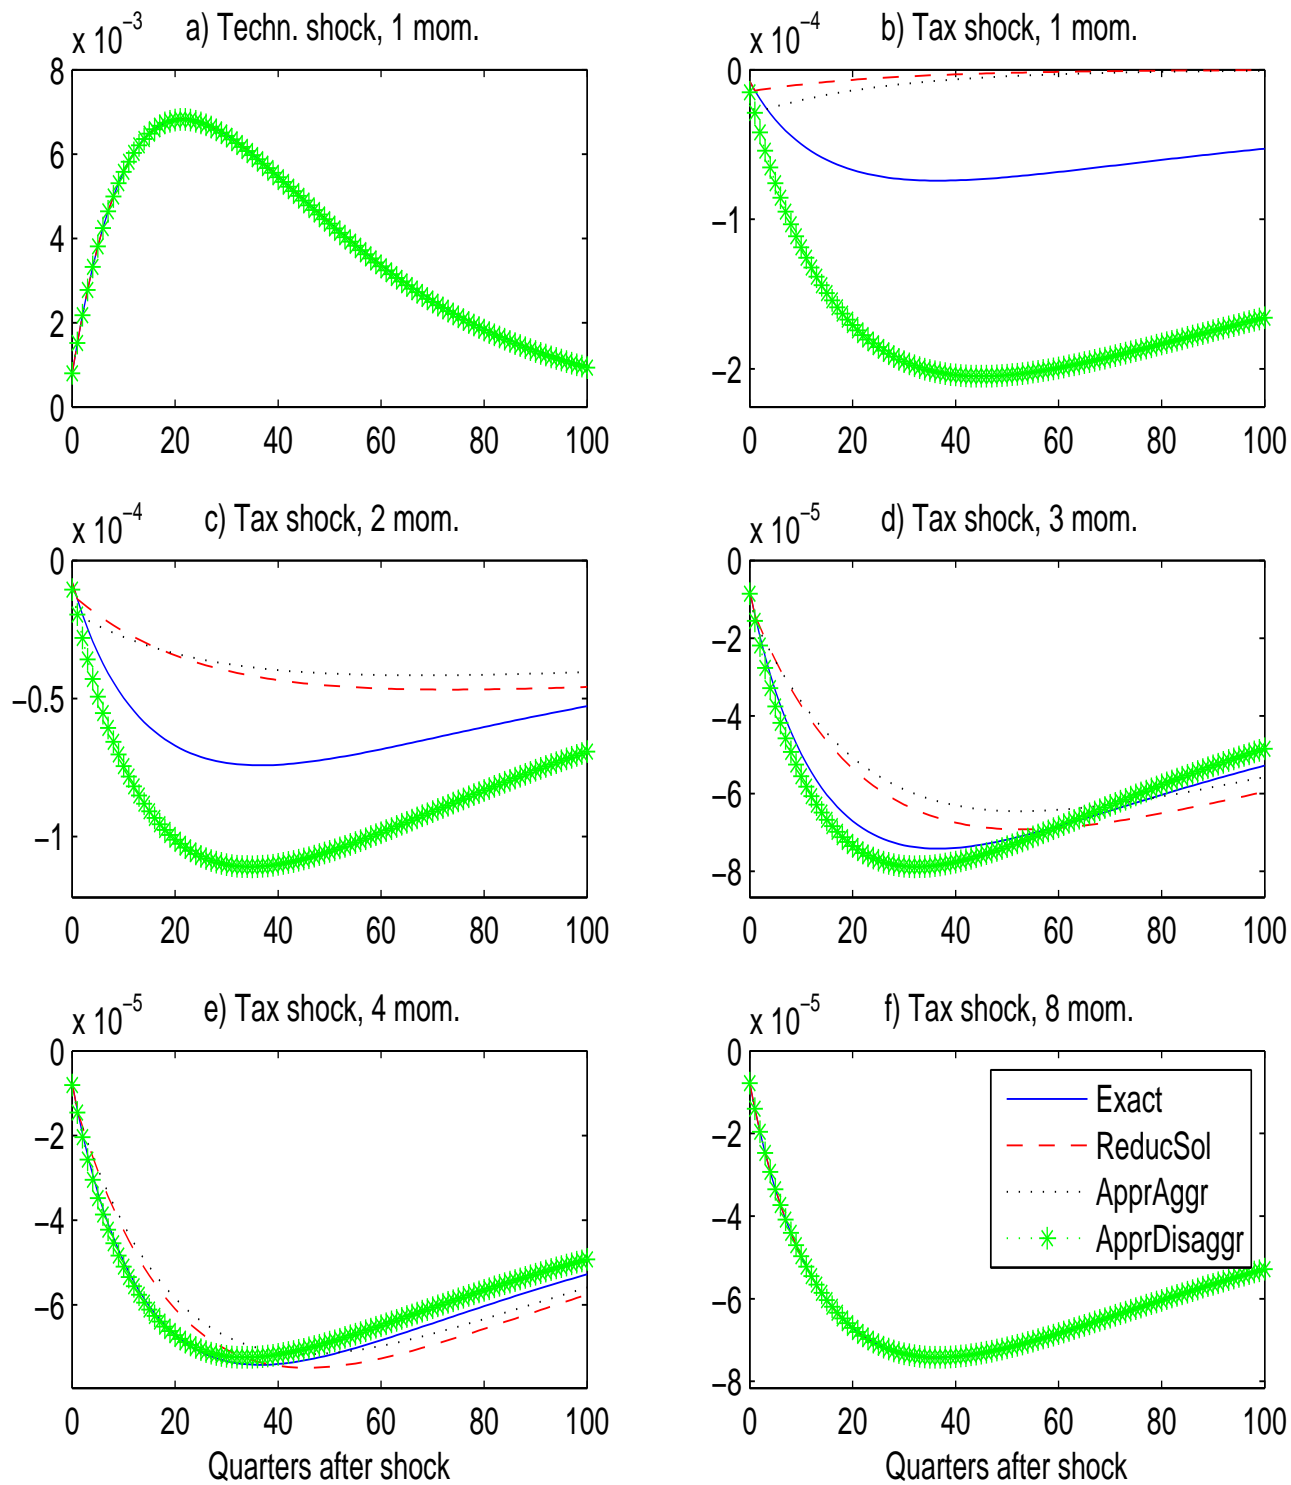 a) Techn. shock, 1 mom.
x 10^-3
8
6
4
2
0
0 20 40 60 80 100
b) Tax shock, 1 mom.
x 10^-4
0
−1
−2
0 20 40 60 80 100
c) Tax shock, 2 mom.
x 10^-4
0
−0.5
−1
0 20 40 60 80 100
d) Tax shock, 3 mom.
x 10^-5
0
−2
−4
−6
−8
0 20 40 60 80 100
e) Tax shock, 4 mom.
x 10^-5
0
−2
−4
−6
0 20 40 60 80 100
Quarters after shock
f) Tax shock, 8 mom.
x 10^-5
0
−2
−4
−6
−8
Exact
ReducSol
ApprAggr
ApprDisaggr
0 20 40 60 80 100
Quarters after shock